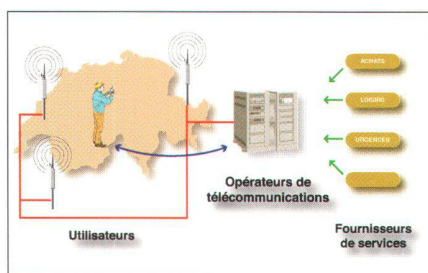 ACHATS
LOISIRS
URGENCES
Opérateurs de
télécommunications
Utilisateurs
Fournisseurs
de services